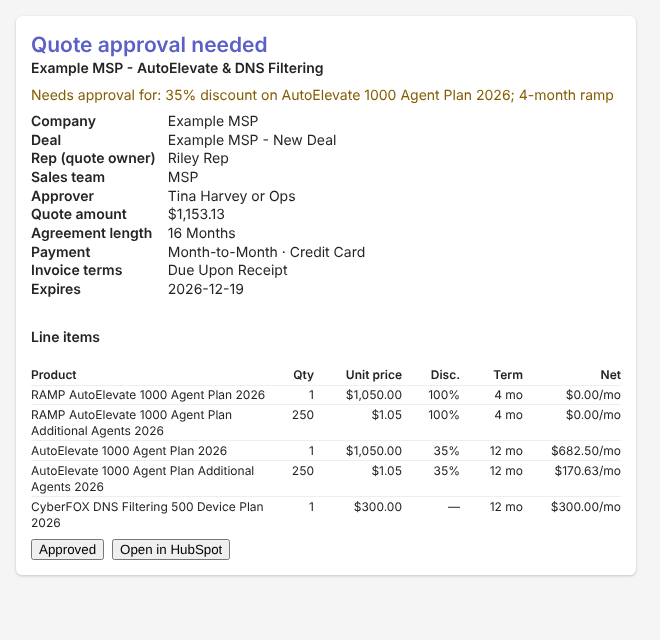 Quote approval needed
Example MSP - AutoElevate & DNS Filtering
Needs approval for: 35% discount on AutoElevate 1000 Agent Plan 2026; 4-month ramp
Company Example MSP
Deal Example MSP - New Deal
Rep (quote owner) Riley Rep
Sales team MSP
Approver Tina Harvey or Ops
Quote amount $1,153.13
Agreement length 16 Months
Payment Month-to-Month · Credit Card
Invoice terms Due Upon Receipt
Expires 2026-12-19
Line items
Product Qty Unit price Disc. Term Net
RAMP AutoElevate 1000 Agent Plan 2026 1 $1,050.00 100% 4 mo $0.00/mo
RAMP AutoElevate 1000 Agent Plan 250 $1.05 100% 4 mo $0.00/mo
Additional Agents 2026
AutoElevate 1000 Agent Plan 2026 1 $1,050.00 35% 12 mo $682.50/mo
AutoElevate 1000 Agent Plan Additional 250 $1.05 35% 12 mo $170.63/mo
Agents 2026
CyberFOX DNS Filtering 500 Device Plan 1 $300.00 — 12 mo $300.00/mo
2026
Approved Open in HubSpot